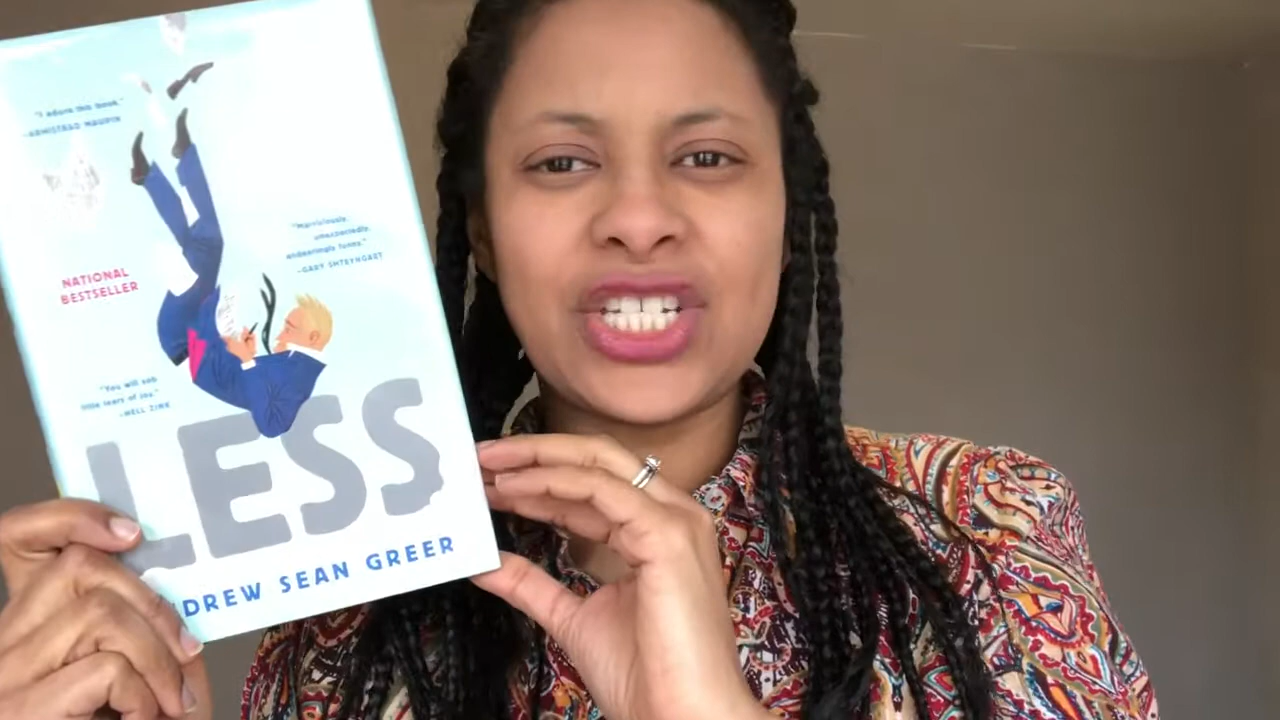 "I adore this book."
—ARMISTEAD MAUPIN
"Marvelously,
unexpectedly,
endearingly funny."
—GARY SHTEYNGART
NATIONAL
BESTSELLER
"You will sob
little tears of joy."
—NELL ZINK
LESS
DREW SEAN GREER